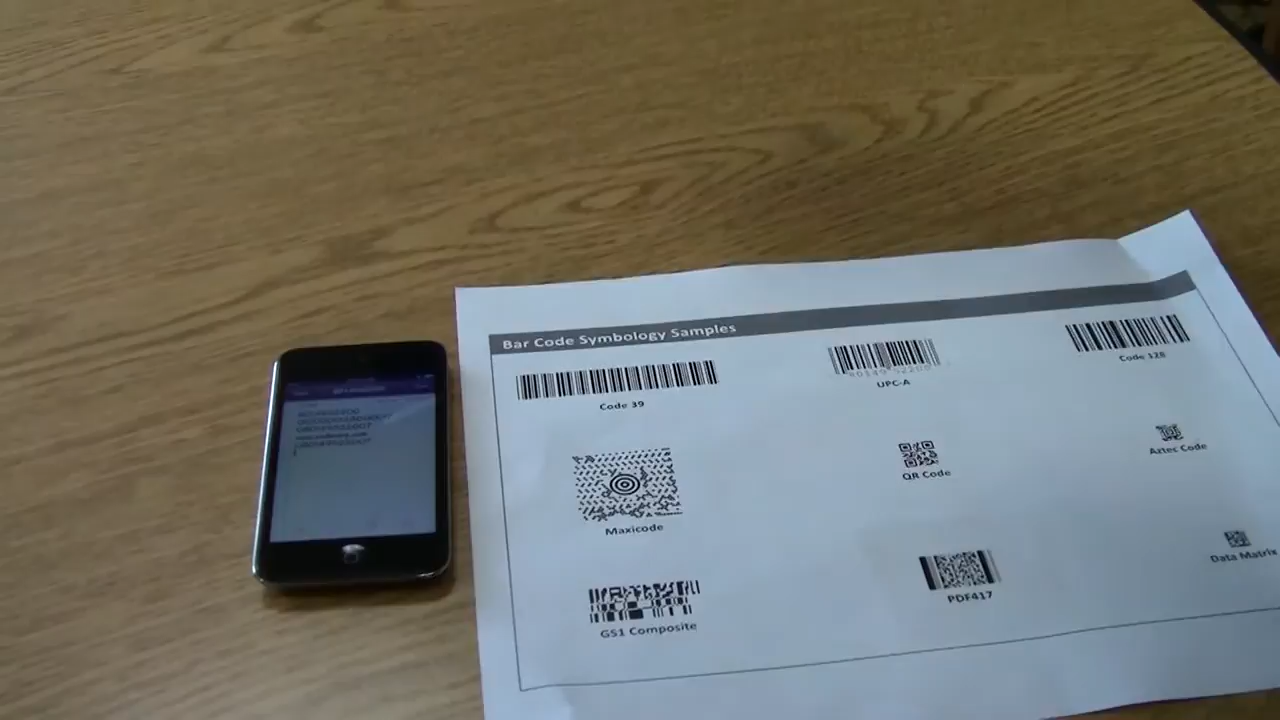 Bar Code Symbology Samples
Code 39
UPC-A
Code 128
Maxicode
QR Code
Aztec Code
GS1 Composite
PDF417
Data Matrix